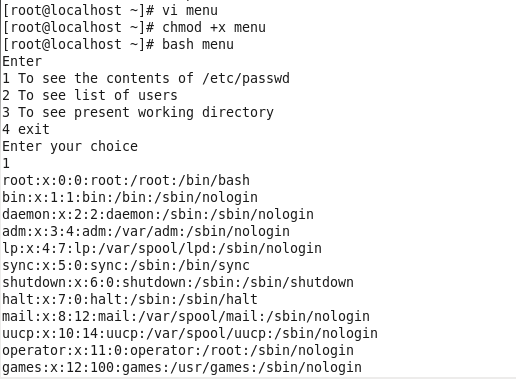 [root@localhost ~]# vi menu
[root@localhost ~]# chmod +x menu
[root@localhost ~]# bash menu
Enter
1 To see the contents of /etc/passwd
2 To see list of users
3 To see present working directory
4 exit
Enter your choice
1
root:x:0:0:root:/root:/bin/bash
bin:x:1:1:bin:/bin:/sbin/nologin
daemon:x:2:2:daemon:/sbin:/sbin/nologin
adm:x:3:4:adm:/var/adm:/sbin/nologin
lp:x:4:7:lp:/var/spool/lpd:/sbin/nologin
sync:x:5:0:sync:/sbin:/bin/sync
shutdown:x:6:0:shutdown:/sbin:/sbin/shutdown
halt:x:7:0:halt:/sbin:/sbin/halt
mail:x:8:12:mail:/var/spool/mail:/sbin/nologin
uucp:x:10:14:uucp:/var/spool/uucp:/sbin/nologin
operator:x:11:0:operator:/root:/sbin/nologin
games:x:12:100:games:/usr/games:/sbin/nologin